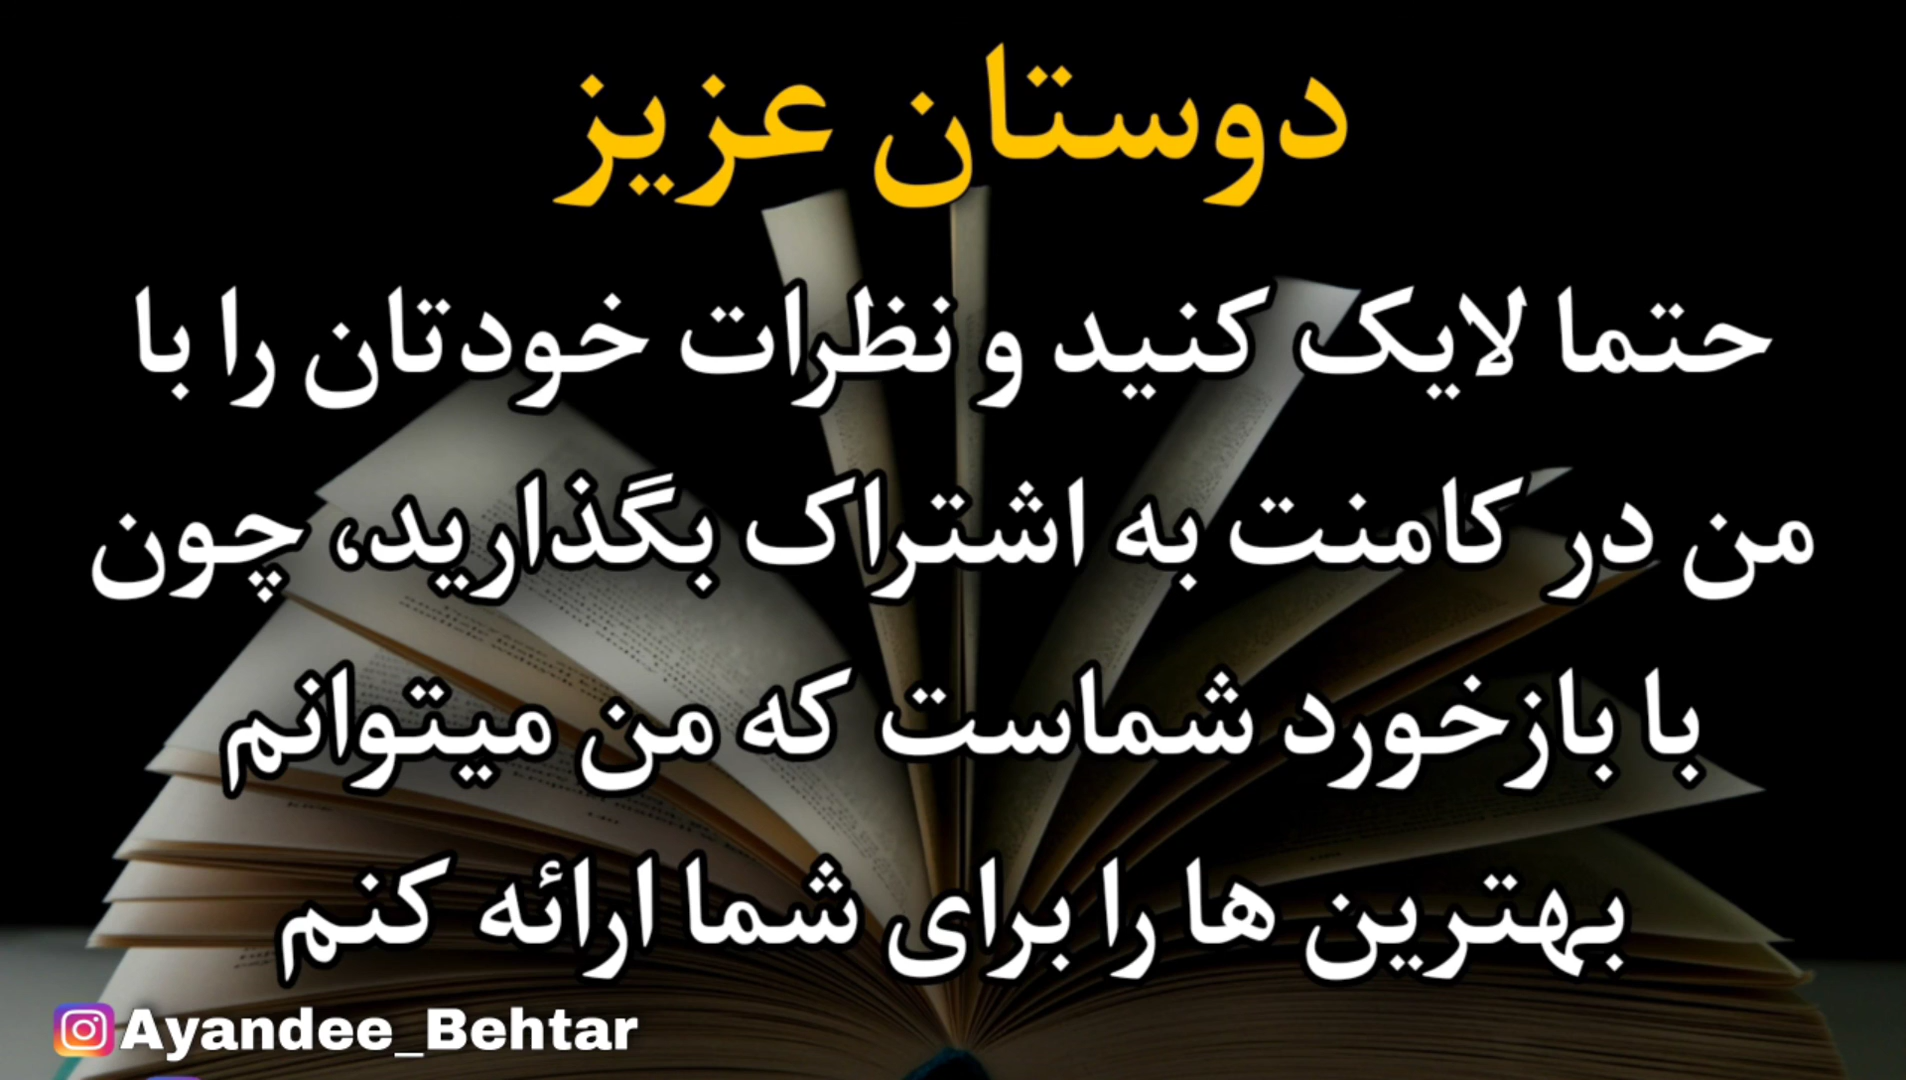 دوستان عزیز
حتما لایک کنید و نظرات خودتان را با
من در کامنت به اشتراک بگذارید، چون
با بازخورد شماست که من میتوانم
بهترین ها را برای شما ارائه کنم
Ayandee_Behtar